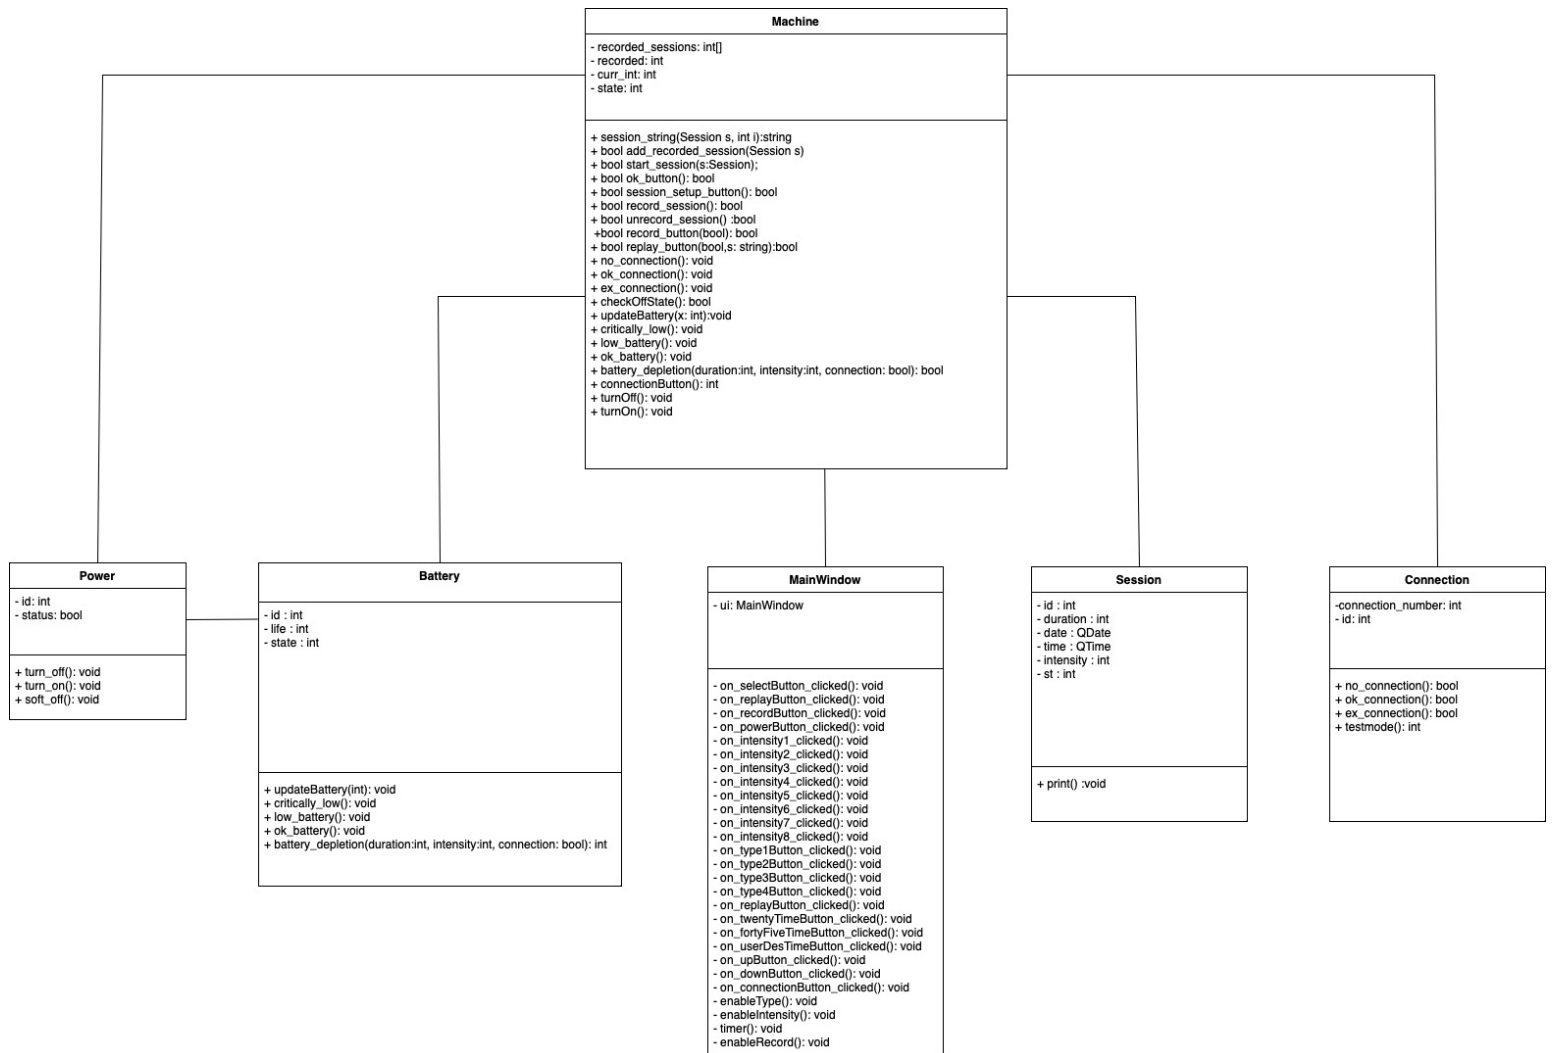 Machine
- recorded_sessions: int[]
- recorded: int
- curr_int: int
- state: int
+ session_string(Session s, int i):string
+ bool add_recorded_session(Session s)
+ bool start_session(s:Session);
+ bool ok_button(): bool
+ bool session_setup_button(): bool
+ bool record_session(): bool
+ bool unrecord_session() :bool
+bool record_button(bool): bool
+ bool replay_button(bool,s: string):bool
+ no_connection(): void
+ ok_connection(): void
+ ex_connection(): void
+ checkOffState(): bool
+ updateBattery(x: int):void
+ critically_low(): void
+ low_battery(): void
+ ok_battery(): void
+ battery_depletion(duration:int, intensity:int, connection: bool): bool
+ connectionButton(): int
+ turnOff(): void
+ turnOn(): void
Power
- id: int
- status: bool
+ turn_off(): void
+ turn_on(): void
+ soft_off(): void
Battery
- id : int
- life : int
- state : int
+ updateBattery(int): void
+ critically_low(): void
+ low_battery(): void
+ ok_battery(): void
+ battery_depletion(duration:int, intensity:int, connection: bool): int
MainWindow
- ui: MainWindow
- on_selectButton_clicked(): void
- on_replayButton_clicked(): void
- on_recordButton_clicked(): void
- on_powerButton_clicked(): void
- on_intensity1_clicked(): void
- on_intensity2_clicked(): void
- on_intensity3_clicked(): void
- on_intensity4_clicked(): void
- on_intensity5_clicked(): void
- on_intensity6_clicked(): void
- on_intensity7_clicked(): void
- on_intensity8_clicked(): void
- on_type1Button_clicked(): void
- on_type2Button_clicked(): void
- on_type3Button_clicked(): void
- on_type4Button_clicked(): void
- on_replayButton_clicked(): void
- on_twentyTimeButton_clicked(): void
- on_fortyFiveTimeButton_clicked(): void
- on_userDesTimeButton_clicked(): void
- on_upButton_clicked(): void
- on_downButton_clicked(): void
- on_connectionButton_clicked(): void
- enableType(): void
- enableIntensity(): void
- timer(): void
- enableRecord(): void
Session
- id : int
- duration : int
- date : QDate
- time : QTime
- intensity : int
- st : int
+ print() :void
Connection
-connection_number: int
- id: int
+ no_connection(): bool
+ ok_connection(): bool
+ ex_connection(): bool
+ testmode(): int